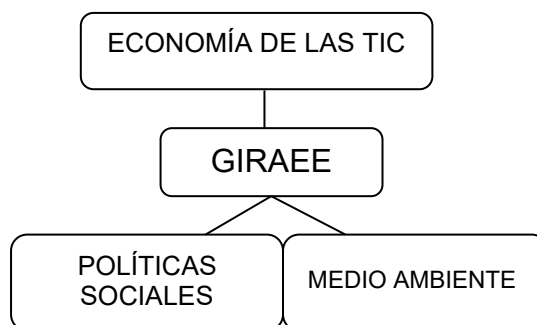 ECONOMÍA DE LAS TIC
GIRAEE
POLÍTICAS
SOCIALES
MEDIO AMBIENTE